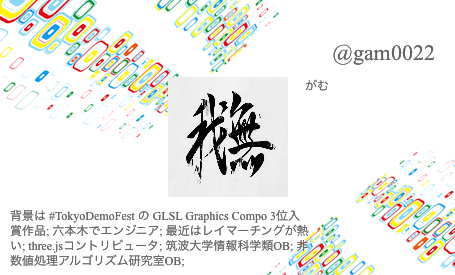 @gam0022
がむ
我無
背景は #TokyoDemoFest の GLSL Graphics Compo 3位入
賞作品; 六本木でエンジニア; 最近はレイマーチングが熱
い; three.jsコントリビュータ; 筑波大学情報科学類OB; 非
数値処理アルゴリズム研究室OB;